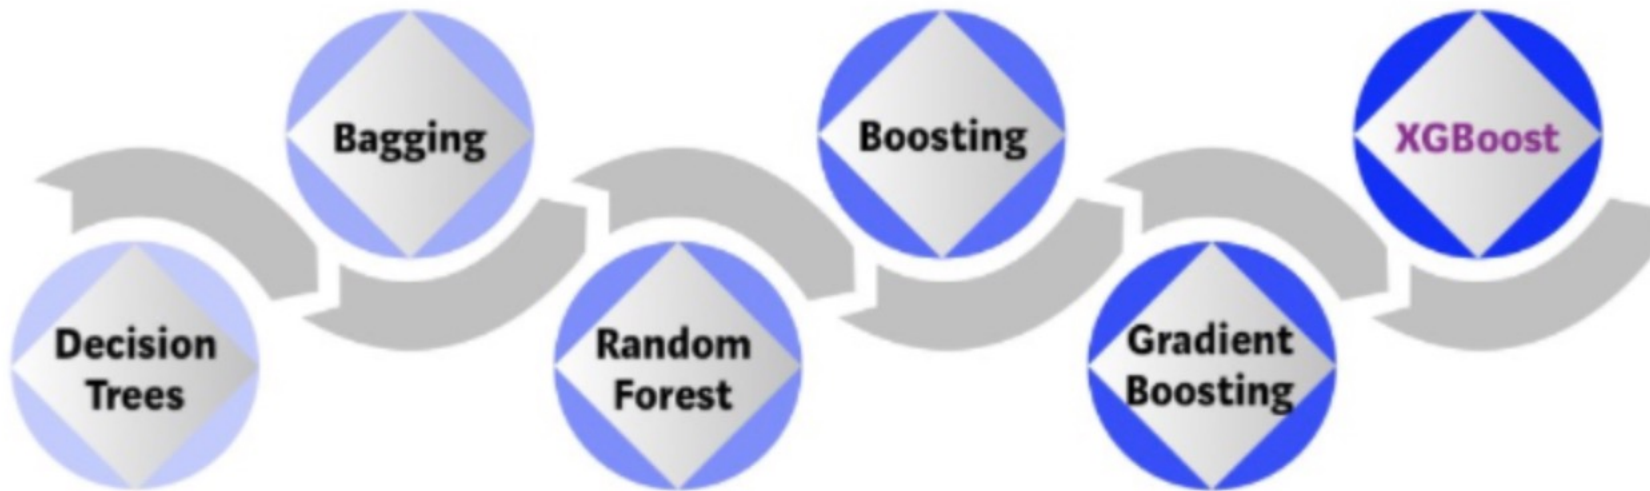 Decision
Trees
Bagging
Random
Forest
Boosting
Gradient
Boosting
XGBoost